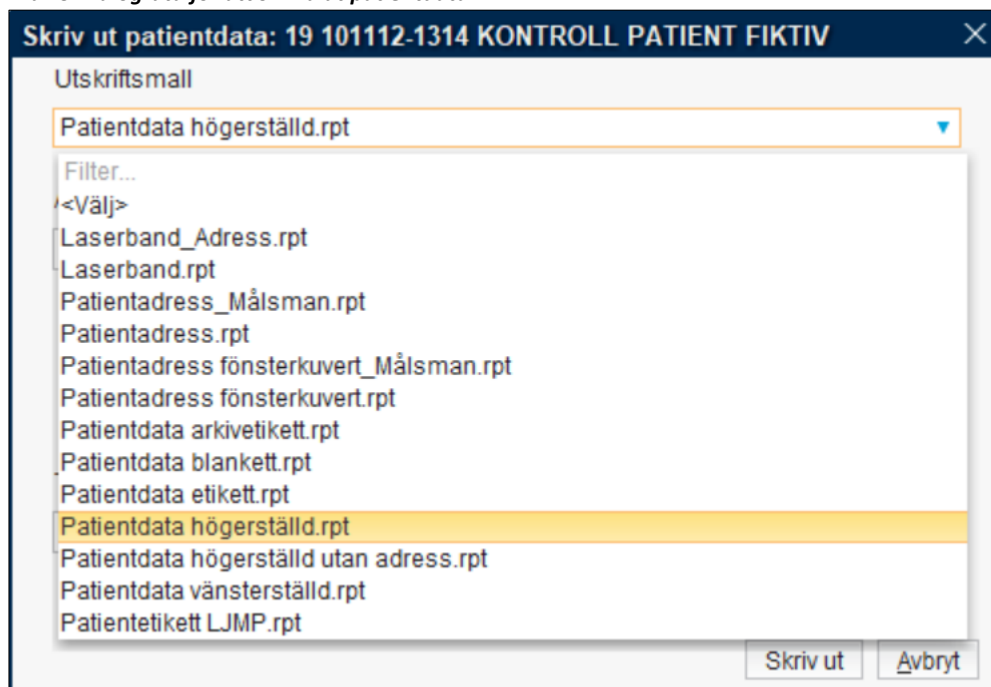 Skriv ut patientdata: 19 101112-1314 KONTROLL PATIENT FIKTIV
Utskriftsmall
Patientdata högerställd.rpt
Filter...
<Välj>
Laserband_Adress.rpt
Laserband.rpt
Patientadress_Målsman.rpt
Patientadress.rpt
Patientadress fönsterkuvert_Målsman.rpt
Patientadress fönsterkuvert.rpt
Patientdata arkivetikett.rpt
Patientdata blankett.rpt
Patientdata etikett.rpt
Patientdata högerställd.rpt
Patientdata högerställd utan adress.rpt
Patientdata vänsterställd.rpt
Patientetikett LJMP.rpt
Skriv ut Avbryt